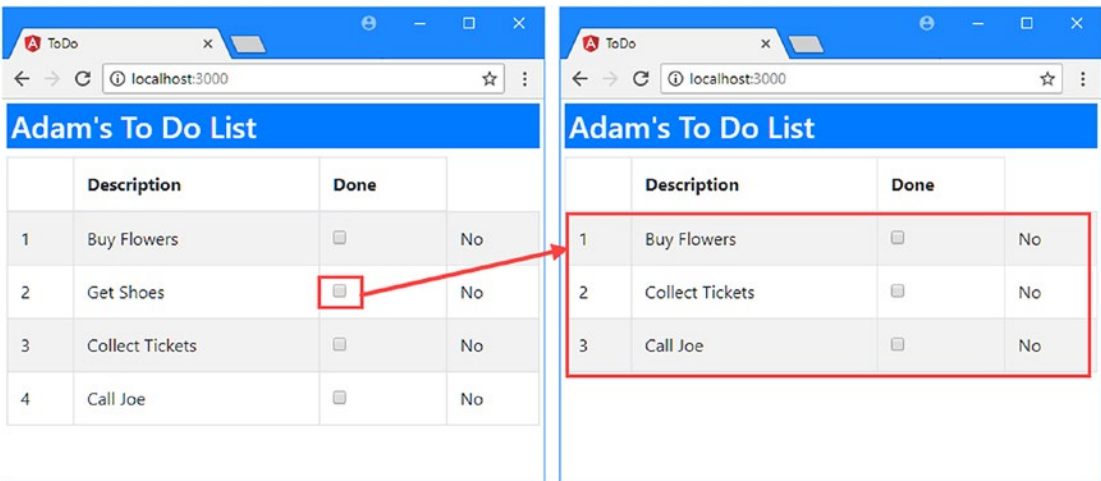 ToDo
localhost:3000
Adam's To Do List
Description Done
1 Buy Flowers No
2 Get Shoes No
3 Collect Tickets No
4 Call Joe No
ToDo
localhost:3000
Adam's To Do List
Description Done
1 Buy Flowers No
2 Collect Tickets No
3 Call Joe No